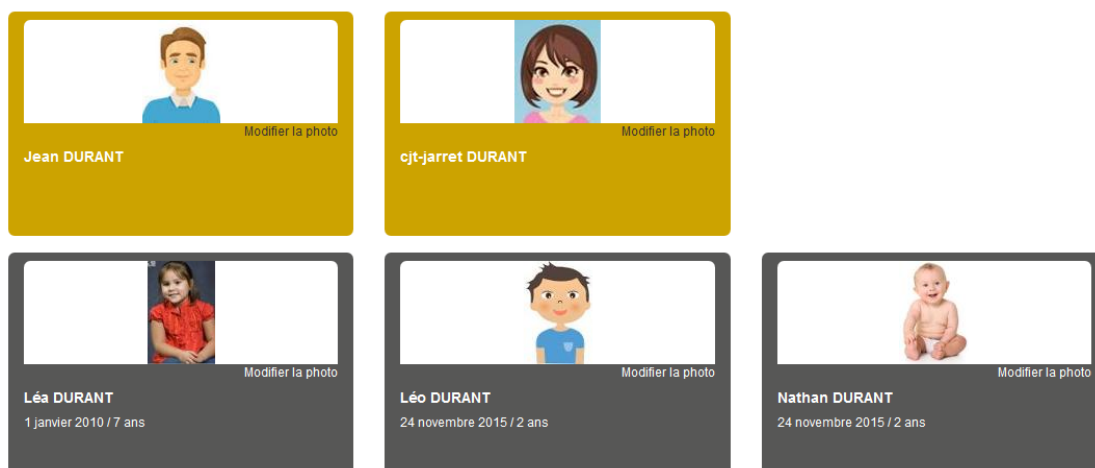 Modifier la photo
Jean DURANT
Modifier la photo
cjt-jarret DURANT
Modifier la photo
Léa DURANT
1 janvier 2010 / 7 ans
Modifier la photo
Léo DURANT
24 novembre 2015 / 2 ans
Modifier la photo
Nathan DURANT
24 novembre 2015 / 2 ans